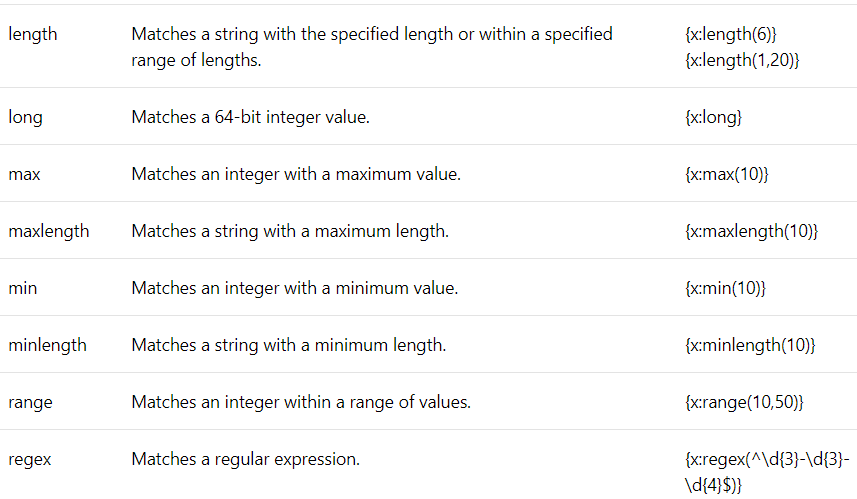 length Matches a string with the specified length or within a specified {x:length(6)}
range of lengths. {x:length(1,20)}
long Matches a 64-bit integer value. {x:long}
max Matches an integer with a maximum value. {x:max(10)}
maxlength Matches a string with a maximum length. {x:maxlength(10)}
min Matches an integer with a minimum value. {x:min(10)}
minlength Matches a string with a minimum length. {x:minlength(10)}
range Matches an integer within a range of values. {x:range(10,50)}
regex Matches a regular expression. {x:regex(^\d{3}-\d{3}-
\d{4}$)}